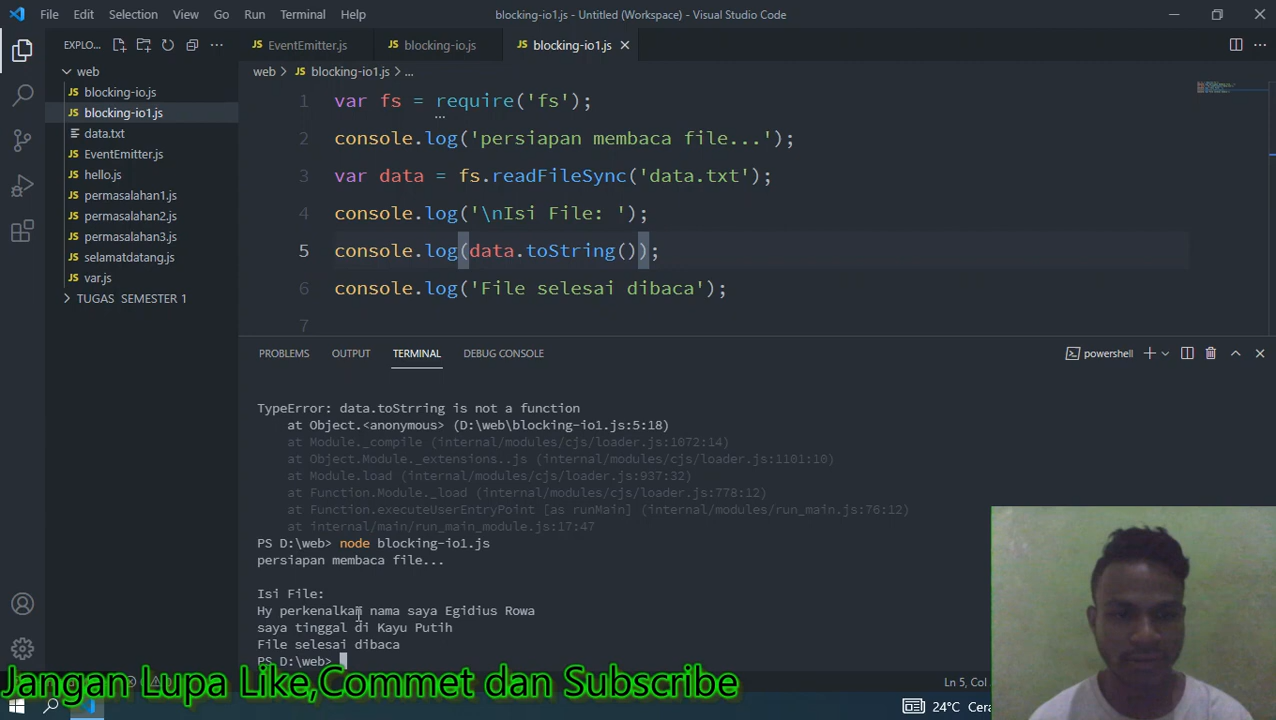 File Edit Selection View Go Run Terminal Help
blocking-io1.js - Untitled (Workspace) - Visual Studio Code
EXPLO...
EventEmitter.js
blocking-io.js
blocking-io1.js
web
web > blocking-io1.js > ...
blocking-io.js
blocking-io1.js
data.txt
EventEmitter.js
hello.js
permasalahan1.js
permasalahan2.js
permasalahan3.js
selamatdatang.js
var.js
TUGAS SEMESTER 1
1 var fs = require('fs');
2 console.log('persiapan membaca file...');
3 var data = fs.readFileSync('data.txt');
4 console.log('\nIsi File: ');
5 console.log(data.toString());
6 console.log('File selesai dibaca');
7
PROBLEMS OUTPUT TERMINAL DEBUG CONSOLE
powershell
TypeError: data.toStrring is not a function
at Object.<anonymous> (D:\web\blocking-io1.js:5:18)
at Module._compile (internal/modules/cjs/loader.js:1072:14)
at Object.Module._extensions..js (internal/modules/cjs/loader.js:1101:10)
at Module.load (internal/modules/cjs/loader.js:937:32)
at Function.Module._load (internal/modules/cjs/loader.js:778:12)
at Function.executeUserEntryPoint [as runMain] (internal/modules/run_main.js:76:12)
at internal/main/run_main_module.js:17:47
PS D:\web> node blocking-io1.js
persiapan membaca file...
Isi File:
Hy perkenalkan nama saya Egidius Rowa
saya tinggal di Kayu Putih
File selesai dibaca
PS D:\web>
Jangan Lupa Like,Commet dan Subscribe
Ln 5,
24°C Cera